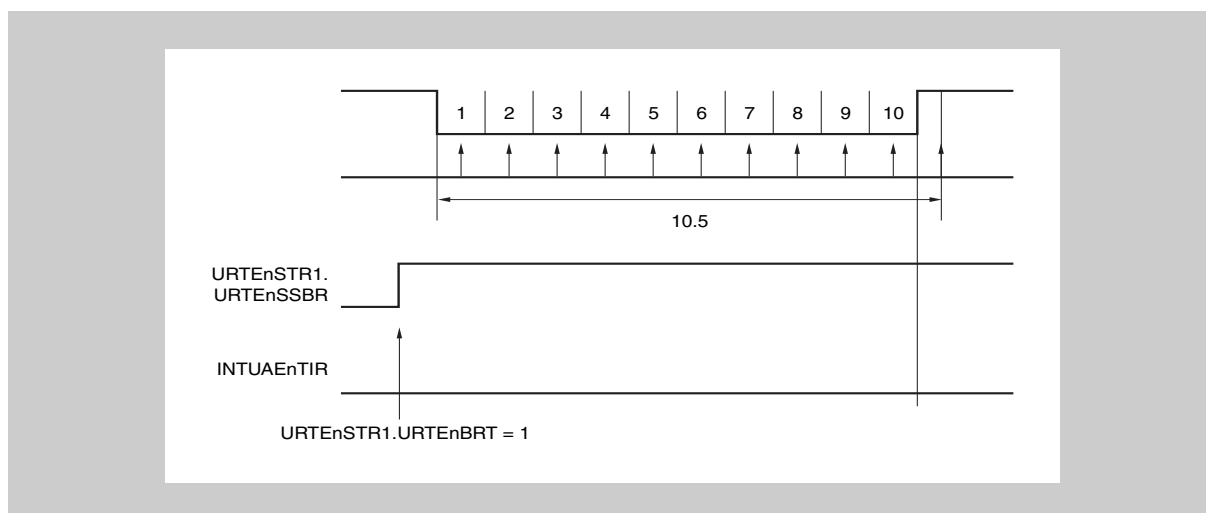 1 2 3 4 5 6 7 8 9 10
10.5
URTEnSTR1.
URTEnSSBR
INTUAEnTIR
URTEnSTR1.URTEnBRT = 1